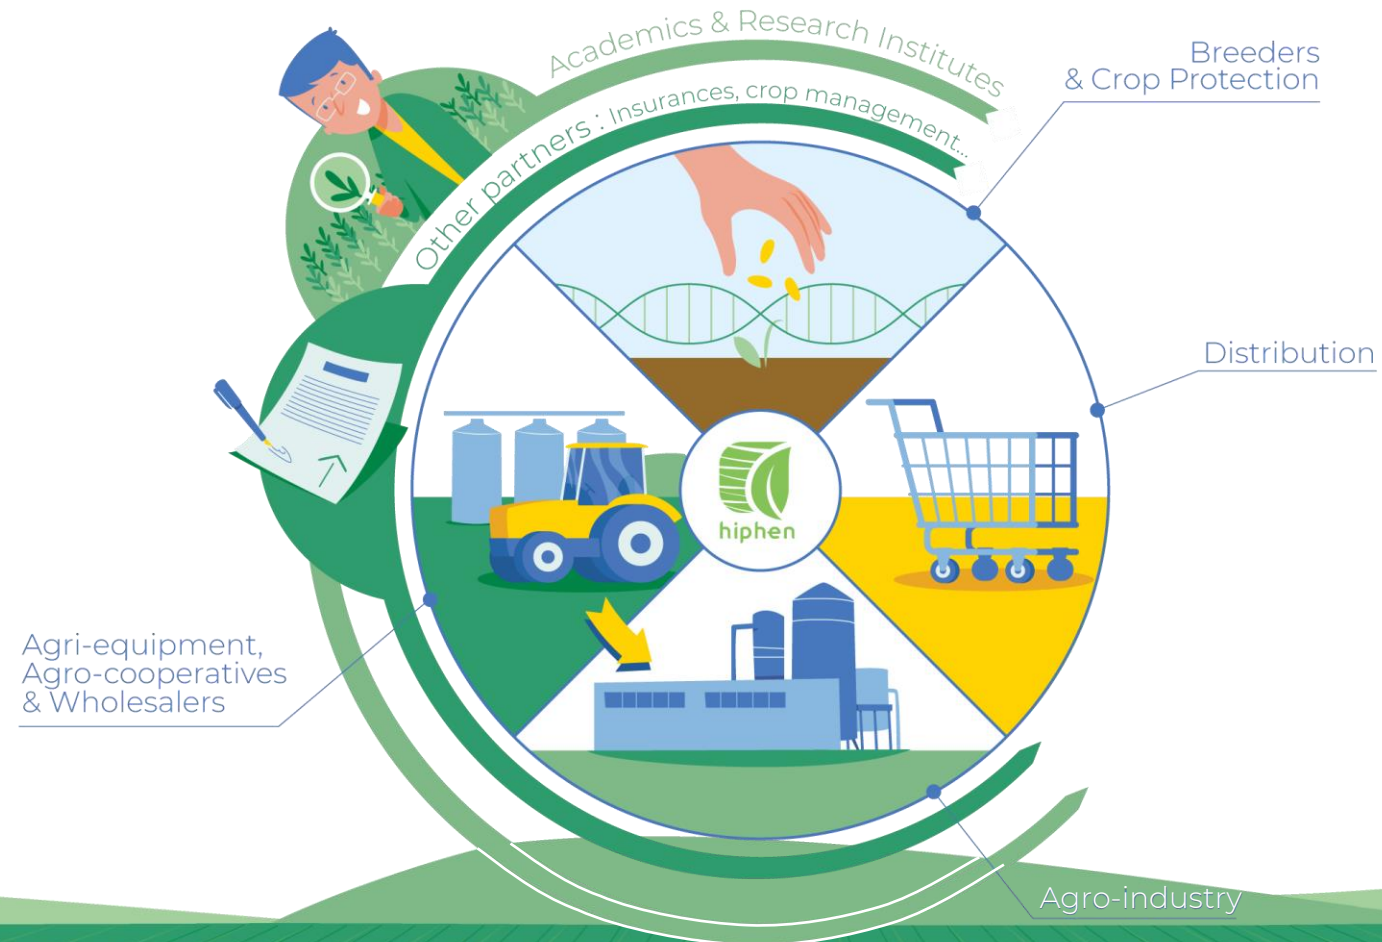 Academics & Research Institutes
Other partners : Insurances, crop management...
Breeders
& Crop Protection
Distribution
hiphen
Agri-equipment,
Agro-cooperatives
& Wholesalers
Agro-industry